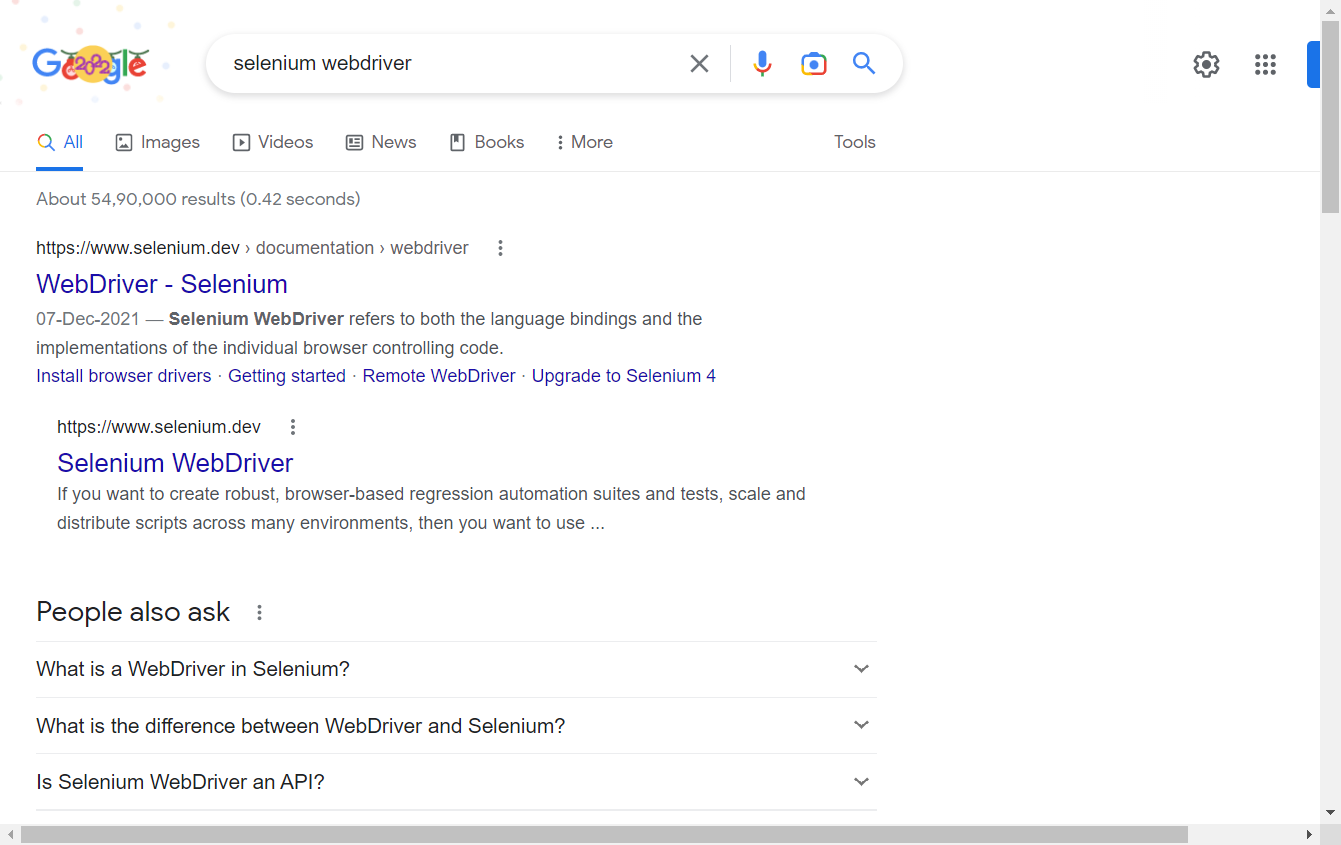 Google 2022
selenium webdriver
All Images Videos News Books More Tools
About 54,90,000 results (0.42 seconds)
https://www.selenium.dev › documentation › webdriver
WebDriver - Selenium
07-Dec-2021 — Selenium WebDriver refers to both the language bindings and the
implementations of the individual browser controlling code.
Install browser drivers · Getting started · Remote WebDriver · Upgrade to Selenium 4
https://www.selenium.dev
Selenium WebDriver
If you want to create robust, browser-based regression automation suites and tests, scale and
distribute scripts across many environments, then you want to use ...
People also ask
What is a WebDriver in Selenium?
What is the difference between WebDriver and Selenium?
Is Selenium WebDriver an API?